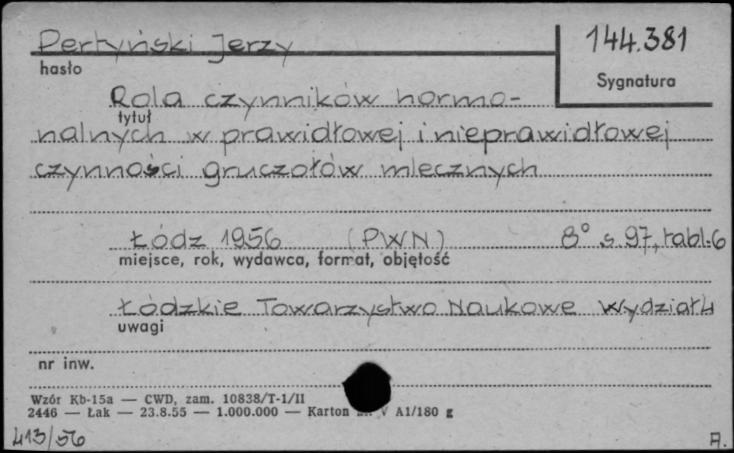 Pertyński Jerzy
144.381
hasło
Sygnatura
Rola czynników hormo-
tytuł
nalnych w prawidłowej i nieprawidłowej
czynności gruczołów mlecznych
Łódz 1956 (PWN) 8° s. 97, tabl. 6
miejsce, rok, wydawca, format, objętość
Łódzkie Towarzystwo Naukowe Wydział
uwagi
nr inw.
Wzór Kb-15a — CWD, zam. 10838/T-1/II
2446 — Łak — 23.8.55 — 1.000.000 — Karton V A1/180 g
413/56
A.